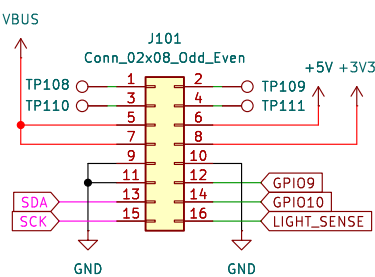 VBUS
J101
Conn_02x08_Odd_Even
+5V +3V3
TP108 1 2 TP109
TP110 3 4 TP111
5 6
7 8
9 10
11 12 GPIO9
SDA 13 14 GPIO10
SCK 15 16 LIGHT_SENSE
GND GND